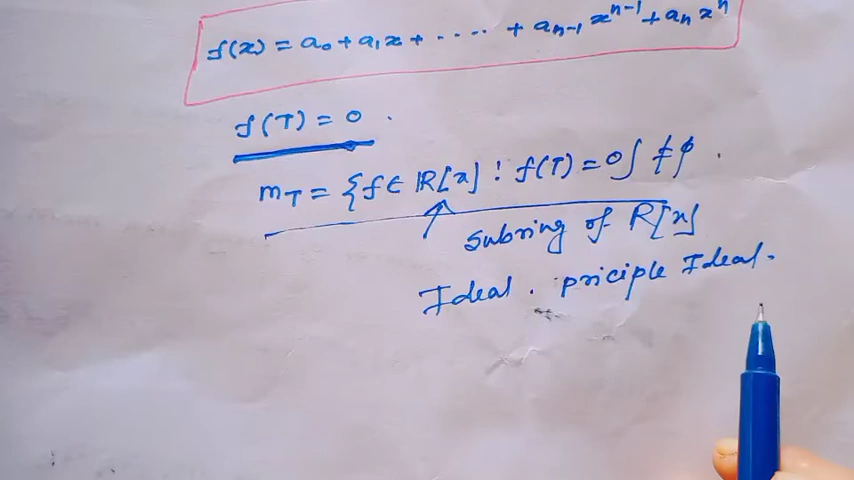 f(x) = a₀ + a₁x + ..... + aₙ₋₁ xⁿ⁻¹ + aₙ xⁿ
f(T) = 0 .
m_T = {f ∈ R[x] : f(T) = 0} ≠ φ .
Subring of R[x]
Ideal . priciple Ideal.